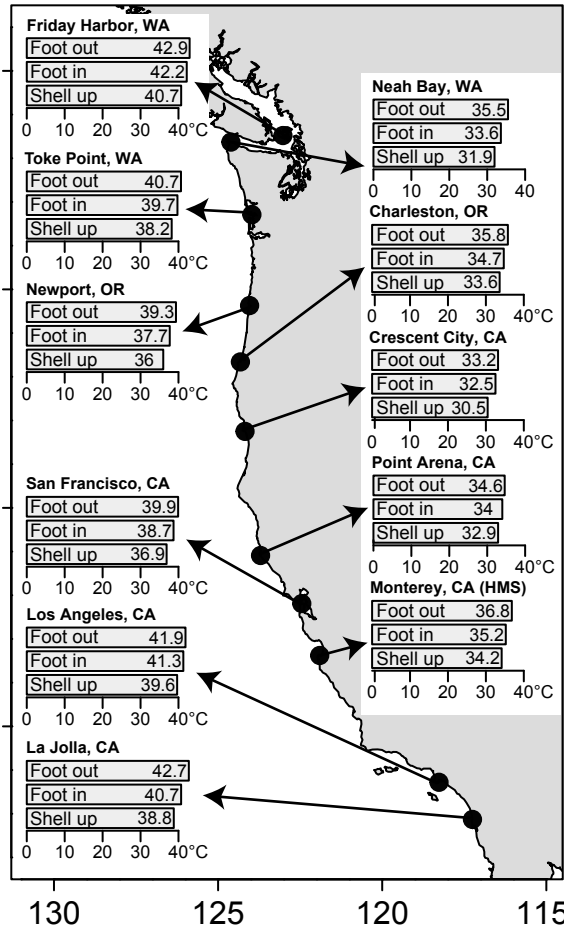 Friday Harbor, WA
Foot out 42.9
Foot in 42.2
Shell up 40.7
0 10 20 30 40°C
Toke Point, WA
Foot out 40.7
Foot in 39.7
Shell up 38.2
0 10 20 30 40°C
Newport, OR
Foot out 39.3
Foot in 37.7
Shell up 36
0 10 20 30 40°C
San Francisco, CA
Foot out 39.9
Foot in 38.7
Shell up 36.9
0 10 20 30 40°C
Los Angeles, CA
Foot out 41.9
Foot in 41.3
Shell up 39.6
0 10 20 30 40°C
La Jolla, CA
Foot out 42.7
Foot in 40.7
Shell up 38.8
0 10 20 30 40°C
Neah Bay, WA
Foot out 35.5
Foot in 33.6
Shell up 31.9
0 10 20 30 40
Charleston, OR
Foot out 35.8
Foot in 34.7
Shell up 33.6
0 10 20 30 40°C
Crescent City, CA
Foot out 33.2
Foot in 32.5
Shell up 30.5
0 10 20 30 40°C
Point Arena, CA
Foot out 34.6
Foot in 34
Shell up 32.9
0 10 20 30 40°C
Monterey, CA (HMS)
Foot out 36.8
Foot in 35.2
Shell up 34.2
0 10 20 30 40°C
130 125 120 115